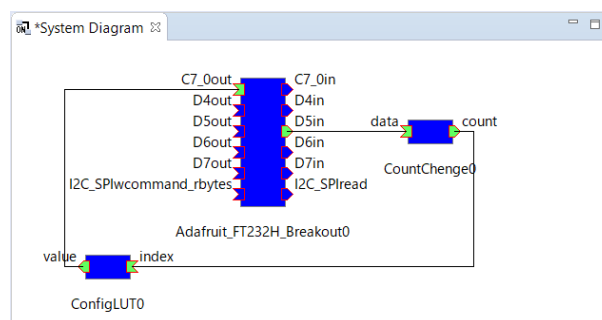 ON *System Diagram
C7_0out C7_0in
D4out D4in
D5out D5in
data count
D6out D6in
D7out D7in
CountChenge0
I2C_SPIwcommand_rbytes I2C_SPIread
Adafruit_FT232H_Breakout0
value index
ConfigLUT0